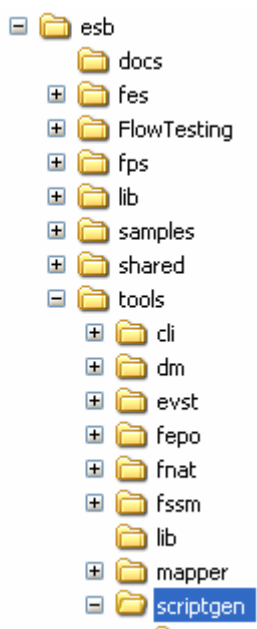 esb
docs
fes
FlowTesting
fps
lib
samples
shared
tools
cli
dm
evst
fepo
fnat
fssm
lib
mapper
scriptgen